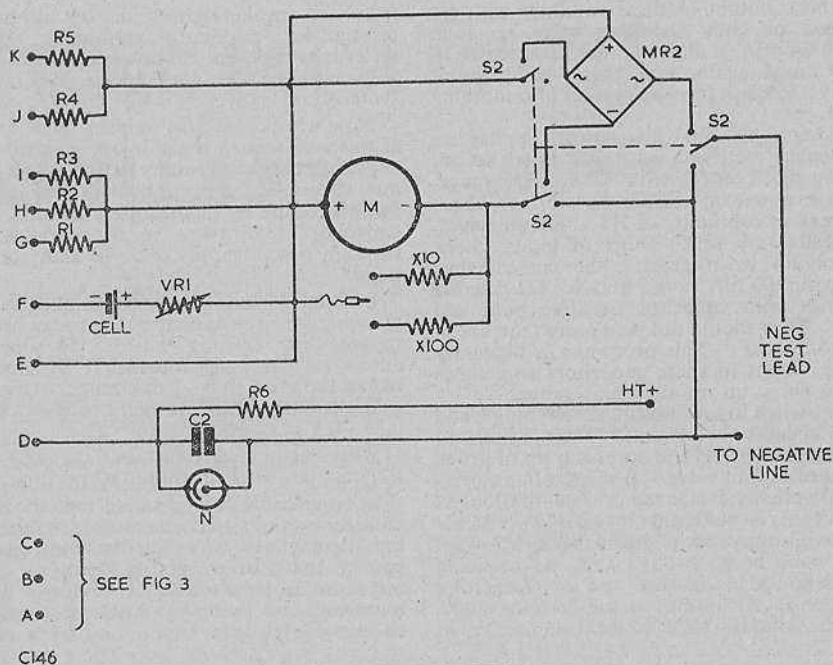 K
R5
J
R4
I
R3
H
R2
G
R1
F
- +
CELL
VR1
E
+ M -
X10
X100
S2
S2
S2
+
~ ~
-
MR2
NEG
TEST
LEAD
HT+
R6
D
C2
N
TO NEGATIVE
LINE
C
B
A
SEE FIG 3
C146